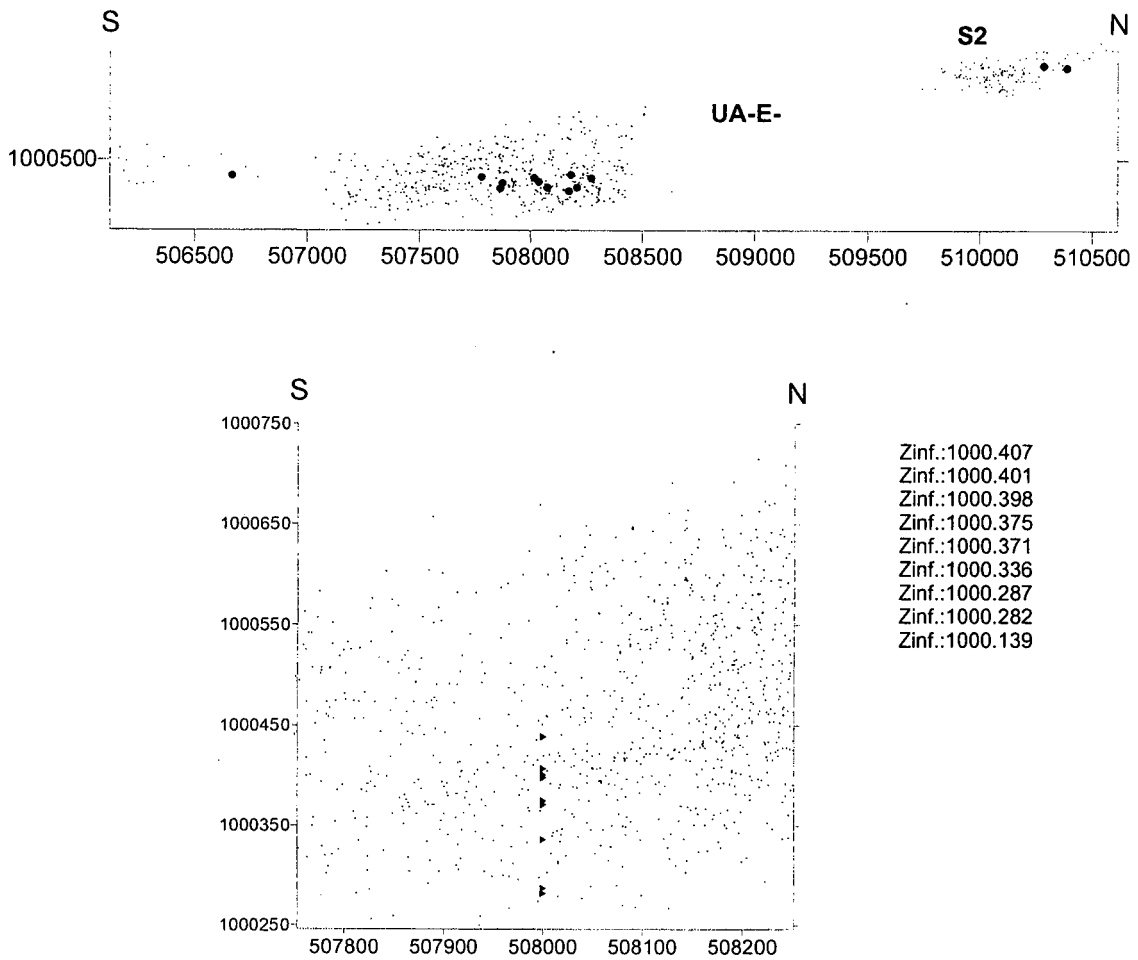 S N
S2
UA-E-
1000500
506500 507000 507500 508000 508500 509000 509500 510000 510500
S N
1000750
1000650
1000550
1000450
1000350
1000250
507800 507900 508000 508100 508200
Zinf.:1000.407
Zinf.:1000.401
Zinf.:1000.398
Zinf.:1000.375
Zinf.:1000.371
Zinf.:1000.336
Zinf.:1000.287
Zinf.:1000.282
Zinf.:1000.139